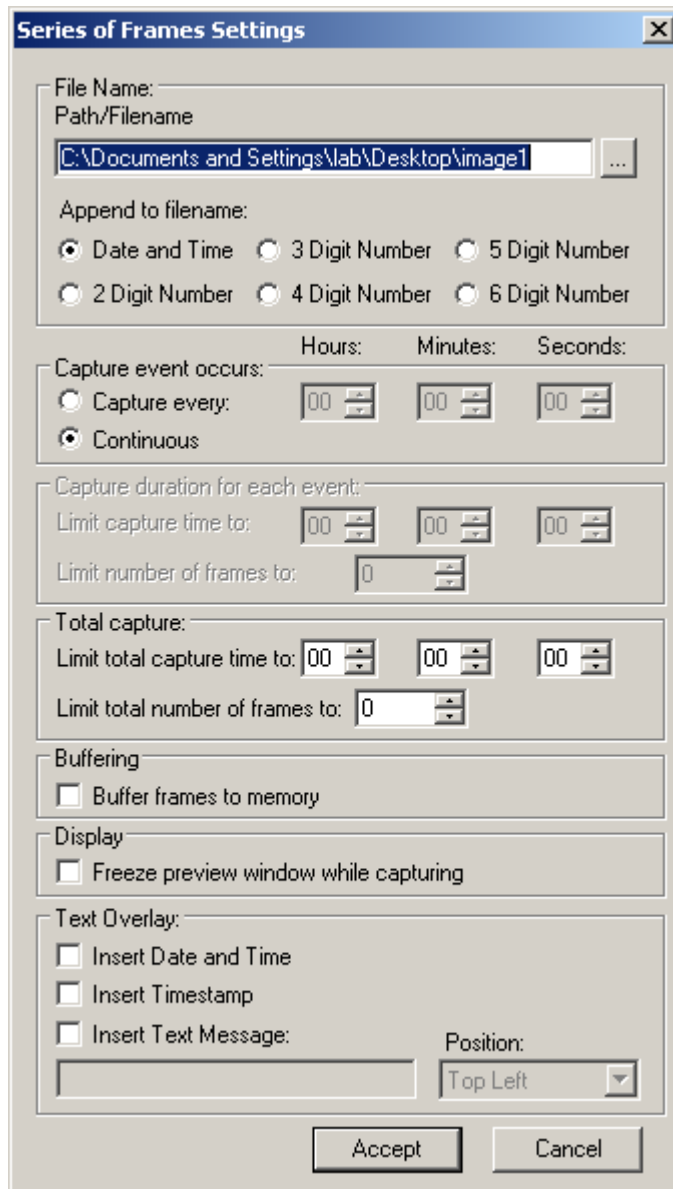 Series of Frames Settings
File Name:
Path/Filename
C:\Documents and Settings\lab\Desktop\image1 ...
Append to filename:
Date and Time 3 Digit Number 5 Digit Number
2 Digit Number 4 Digit Number 6 Digit Number
Hours: Minutes: Seconds:
Capture event occurs:
Capture every: 00 00 00
Continuous
Capture duration for each event:
Limit capture time to: 00 00 00
Limit number of frames to: 0
Total capture:
Limit total capture time to: 00 00 00
Limit total number of frames to: 0
Buffering
Buffer frames to memory
Display
Freeze preview window while capturing
Text Overlay:
Insert Date and Time
Insert Timestamp
Insert Text Message:
Position:
Top Left
Accept Cancel